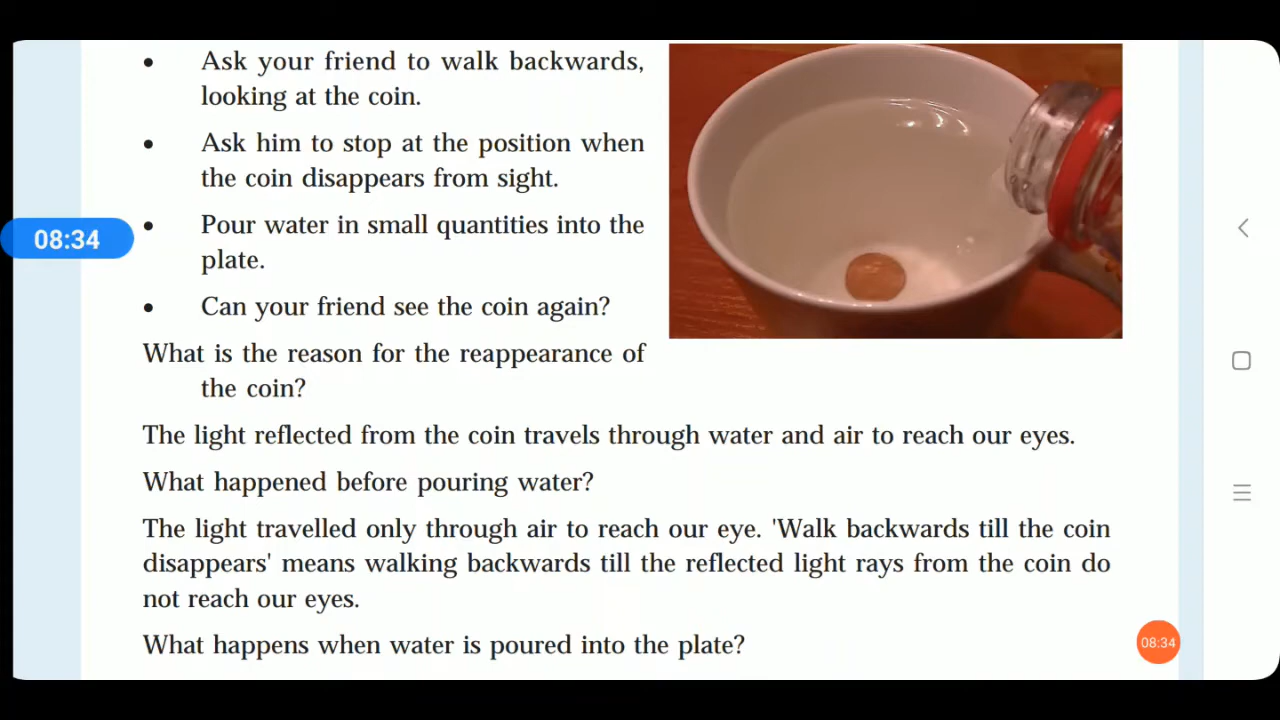 • Ask your friend to walk backwards,
looking at the coin.
• Ask him to stop at the position when
the coin disappears from sight.
08:34
• Pour water in small quantities into the
plate.
• Can your friend see the coin again?
What is the reason for the reappearance of
the coin?
The light reflected from the coin travels through water and air to reach our eyes.
What happened before pouring water?
The light travelled only through air to reach our eye. 'Walk backwards till the coin
disappears' means walking backwards till the reflected light rays from the coin do
not reach our eyes.
What happens when water is poured into the plate?
08:34